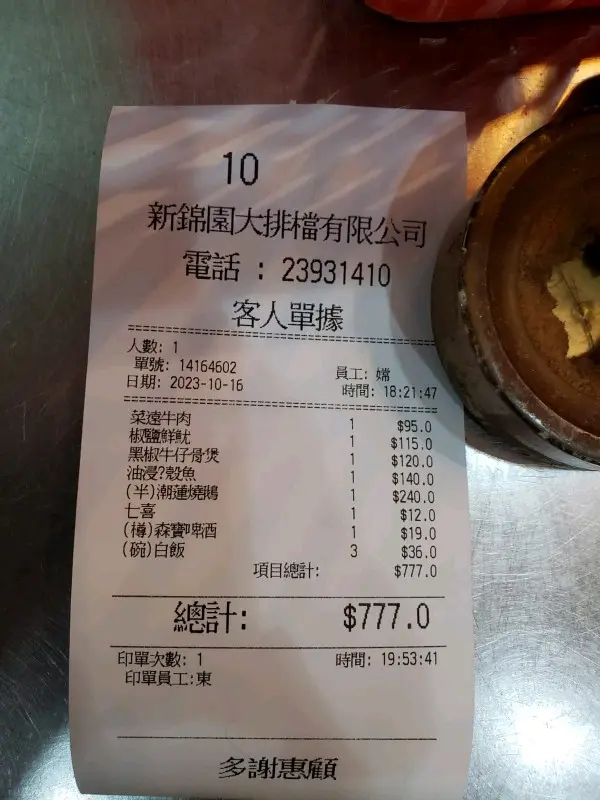 10
新錦園大排檔有限公司
電話 : 23931410
客人單據
人數: 1
單號: 14164602 員工: 嫦
日期: 2023-10-16 時間: 18:21:47
菜遠牛肉 1 $95.0
椒鹽鮮魷 1 $115.0
黑椒牛仔骨煲 1 $120.0
油浸?殼魚 1 $140.0
(半)潮蓮燒鵝 1 $240.0
七喜 1 $12.0
(樽)森寶啤酒 1 $19.0
(碗)白飯 3 $36.0
項目總計: $777.0
總計: $777.0
印單次數: 1 時間: 19:53:41
印單員工:東
多謝惠顧